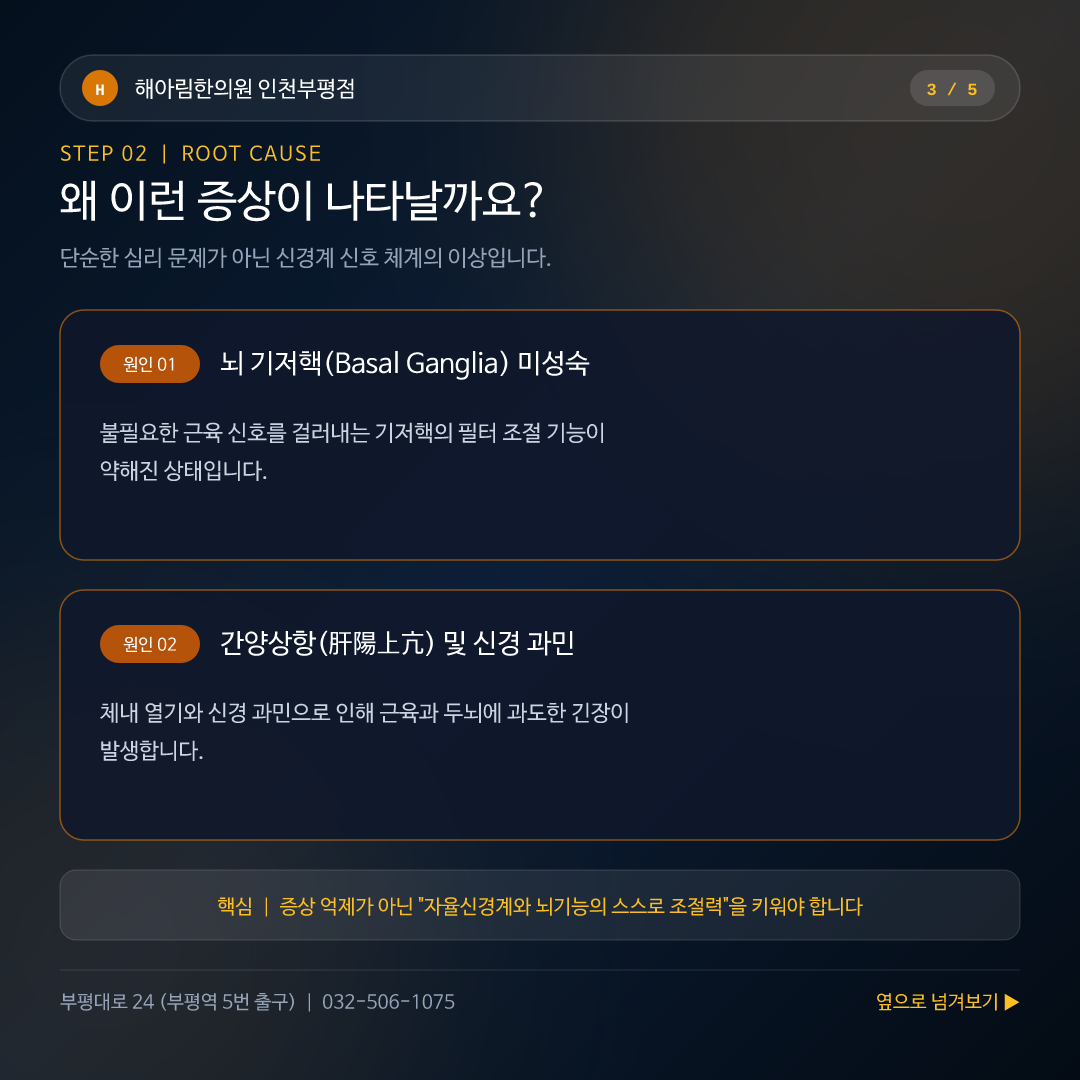 H 해아림한의원 인천부평점 3 / 5
STEP 02 | ROOT CAUSE
왜 이런 증상이 나타날까요?
단순한 심리 문제가 아닌 신경계 신호 체계의 이상입니다.
원인 01 뇌 기저핵(Basal Ganglia) 미성숙
불필요한 근육 신호를 걸러내는 기저핵의 필터 조절 기능이
약해진 상태입니다.
원인 02 간양상항(肝陽上亢) 및 신경 과민
체내 열기와 신경 과민으로 인해 근육과 두뇌에 과도한 긴장이
발생합니다.
핵심 | 증상 억제가 아닌 "자율신경계와 뇌기능의 스스로 조절력"을 키워야 합니다
부평대로 24 (부평역 5번 출구) | 032-506-1075 옆으로 넘겨보기 ▶